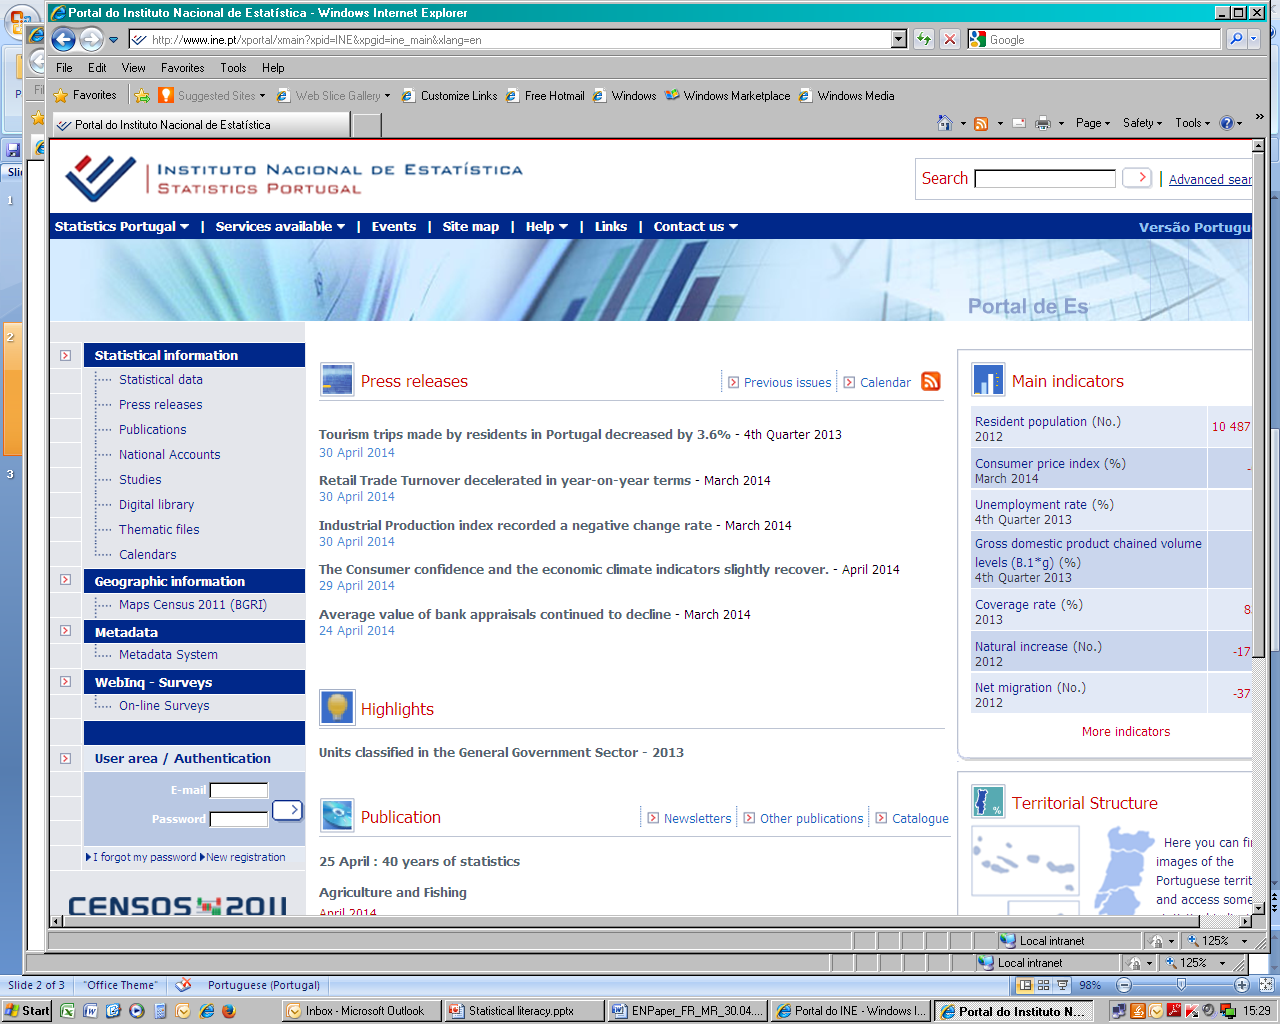 Portal do Instituto Nacional de Estatística - Windows Internet Explorer
http://www.ine.pt/xportal/xmain?xpid=INE&xpgid=ine_main&xlang=en
Google
File Edit View Favorites Tools Help
Favorites Suggested Sites Web Slice Gallery Customize Links Free Hotmail Windows Windows Marketplace Windows Media
Portal do Instituto Nacional de Estatística
Page Safety Tools
INSTITUTO NACIONAL DE ESTATÍSTICA
STATISTICS PORTUGAL
Search
Advanced sear
Statistics Portugal | Services available | Events | Site map | Help | Links | Contact us
Versão Portugu
Portal de Es
Statistical information
Statistical data
Press releases
Publications
National Accounts
Studies
Digital library
Thematic files
Calendars
Geographic information
Maps Census 2011 (BGRI)
Metadata
Metadata System
WebInq - Surveys
On-line Surveys
User area / Authentication
E-mail
Password
I forgot my password New registration
CENSOS 2011
Press releases
Previous issues Calendar
Tourism trips made by residents in Portugal decreased by 3.6% - 4th Quarter 2013
30 April 2014
Retail Trade Turnover decelerated in year-on-year terms - March 2014
30 April 2014
Industrial Production index recorded a negative change rate - March 2014
30 April 2014
The Consumer confidence and the economic climate indicators slightly recover. - April 2014
29 April 2014
Average value of bank appraisals continued to decline - March 2014
24 April 2014
Highlights
Units classified in the General Government Sector - 2013
Publication
Newsletters Other publications Catalogue
25 April : 40 years of statistics
Agriculture and Fishing
April 2014
Main indicators
Resident population (No.)
2012
10 487
Consumer price index (%)
March 2014
-
Unemployment rate (%)
4th Quarter 2013
Gross domestic product chained volume
levels (B.1*g) (%)
4th Quarter 2013
Coverage rate (%)
2013
8
Natural increase (No.)
2012
-17
Net migration (No.)
2012
-37
More indicators
Territorial Structure
%
Here you can fi
images of the
Portuguese territ
and access some
Local intranet 125%
Local intranet 125%
Fi
P
Sli
1
2
3
Slide 2 of 3 "Office Theme" Portuguese (Portugal) 98%
Start Inbox - Microsoft Outlook Statistical literacy.pptx ENPaper_FR_MR_30.04.... Portal do INE - Windows I... Portal do Instituto N... 15:29